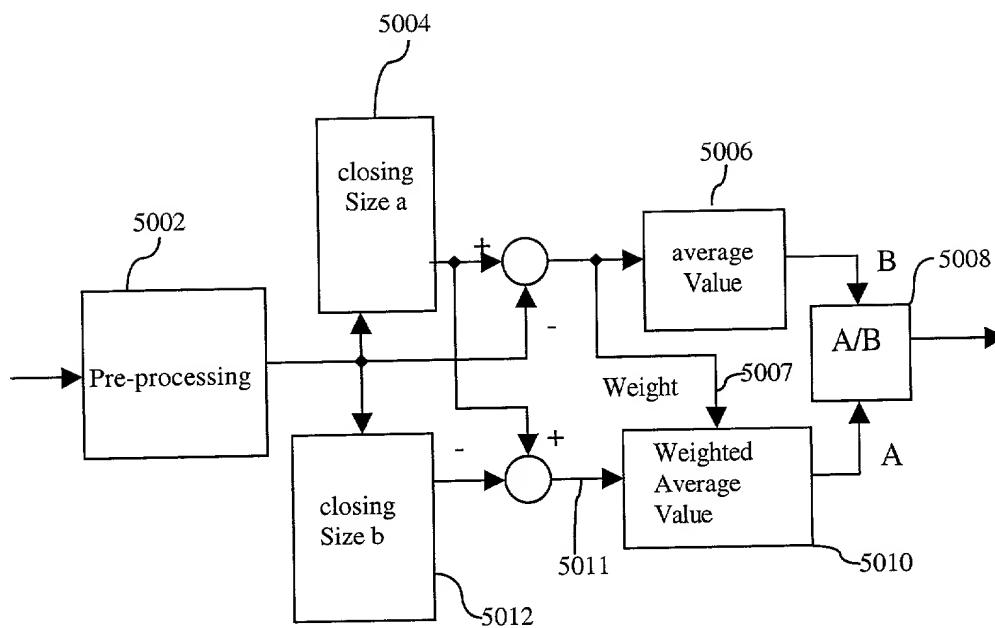 5004
closing
Size a
5006
5002
average
Value
B
5008
+
-
A/B
Pre-processing
Weight
5007
+
-
A
closing
Size b
Weighted
Average
Value
5011
5010
5012